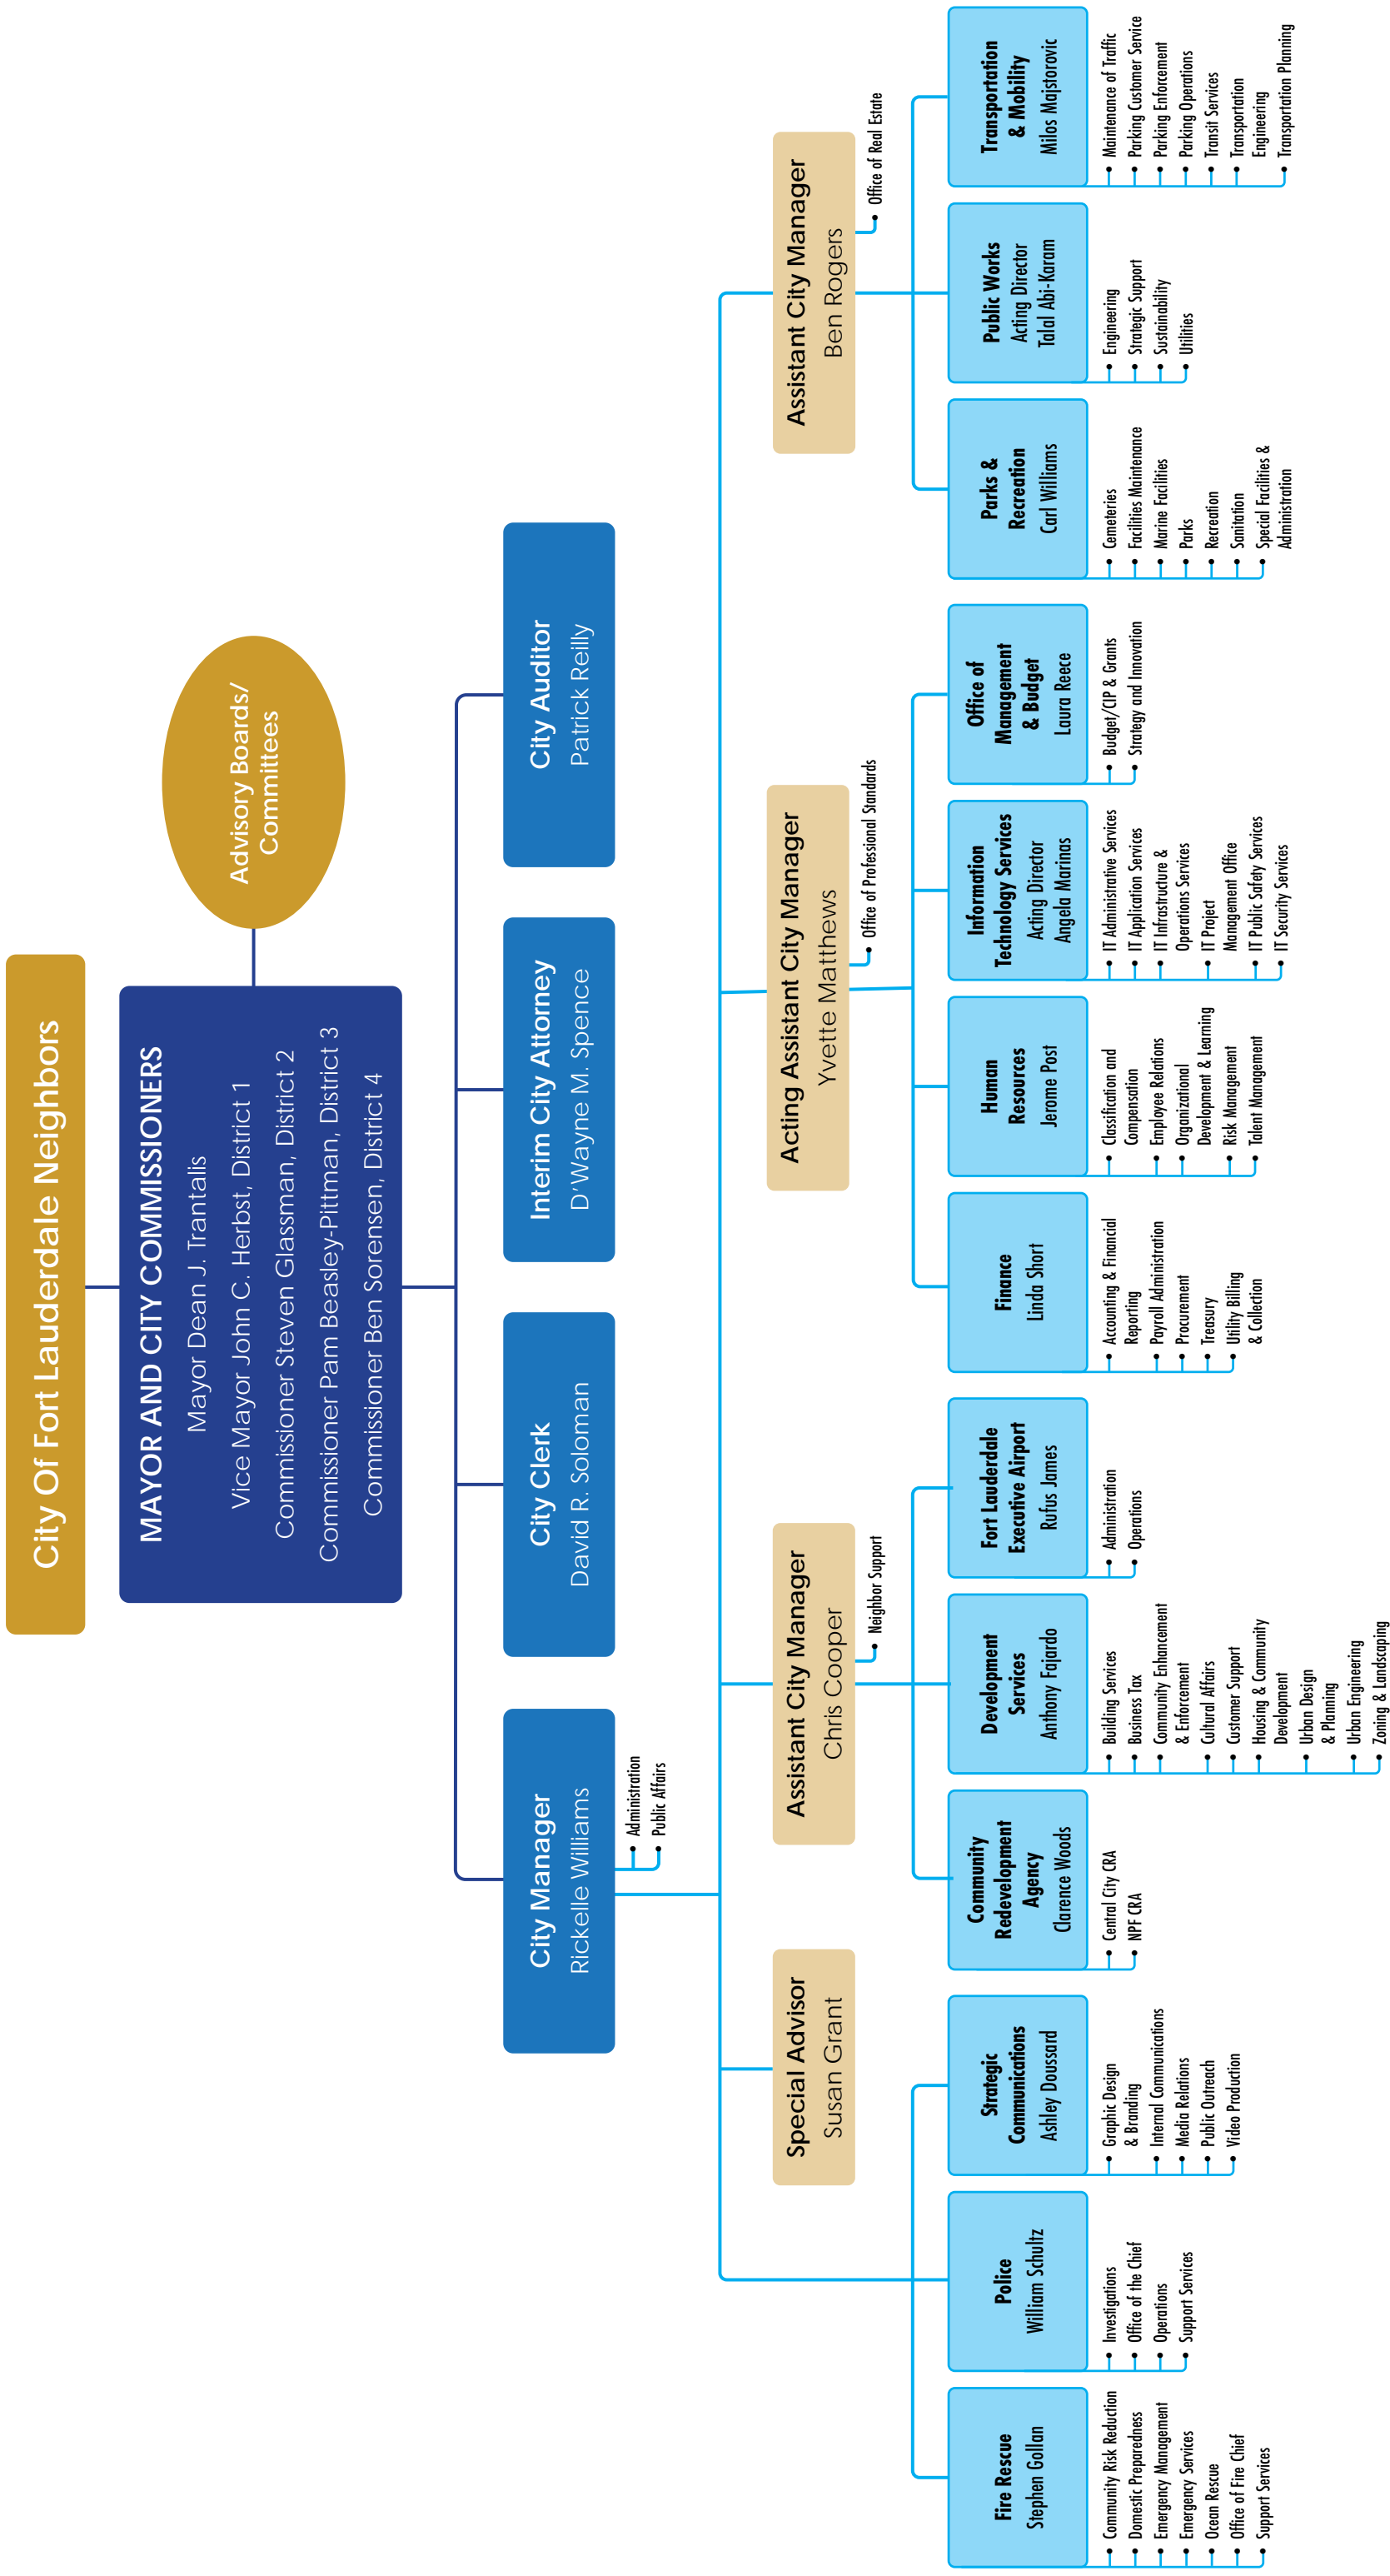 City Of Fort Lauderdale Neighbors
MAYOR AND CITY COMMISSIONERS
Mayor Dean J. Trantalis
Vice Mayor John C. Herbst, District 1
Commissioner Steven Glassman, District 2
Commissioner Pam Beasley-Pittman, District 3
Commissioner Ben Sorensen, District 4
Advisory Boards/
Committees
City Manager
Rickelle Williams
Administration
Public Affairs
City Clerk
David R. Soloman
Interim City Attorney
D'Wayne M. Spence
City Auditor
Patrick Reilly
Special Advisor
Susan Grant
Assistant City Manager
Chris Cooper
Neighbor Support
Acting Assistant City Manager
Yvette Matthews
Office of Professional Standards
Assistant City Manager
Ben Rogers
Office of Real Estate
Fire Rescue
Stephen Gollan
Community Risk Reduction
Domestic Preparedness
Emergency Management
Emergency Services
Ocean Rescue
Office of Fire Chief
Support Services
Police
William Schultz
Investigations
Office of the Chief
Operations
Support Services
Strategic
Communications
Ashley Doussard
Graphic Design
& Branding
Internal Communications
Media Relations
Public Outreach
Video Production
Community
Redevelopment
Agency
Clarence Woods
Central City CRA
NPF CRA
Development
Services
Anthony Fajardo
Building Services
Business Tax
Community Enhancement
& Enforcement
Cultural Affairs
Customer Support
Housing & Community
Development
Urban Design
& Planning
Urban Engineering
Zoning & Landscaping
Fort Lauderdale
Executive Airport
Rufus James
Administration
Operations
Finance
Linda Short
Accounting & Financial
Reporting
Payroll Administration
Procurement
Treasury
Utility Billing
& Collection
Human
Resources
Jerome Post
Classification and
Compensation
Employee Relations
Organizational
Development & Learning
Risk Management
Talent Management
Information
Technology Services
Acting Director
Angela Marinas
IT Administrative Services
IT Application Services
IT Infrastructure &
Operations Services
IT Project
Management Office
IT Public Safety Services
IT Security Services
Office of
Management
& Budget
Laura Reece
Budget/CIP & Grants
Strategy and Innovation
Parks &
Recreation
Carl Williams
Cemeteries
Facilities Maintenance
Marine Facilities
Parks
Recreation
Sanitation
Special Facilities &
Administration
Public Works
Acting Director
Talal Abi-Karam
Engineering
Strategic Support
Sustainability
Utilities
Transportation
& Mobility
Milos Majstorovic
Maintenance of Traffic
Parking Customer Service
Parking Enforcement
Parking Operations
Transit Services
Transportation
Engineering
Transportation Planning